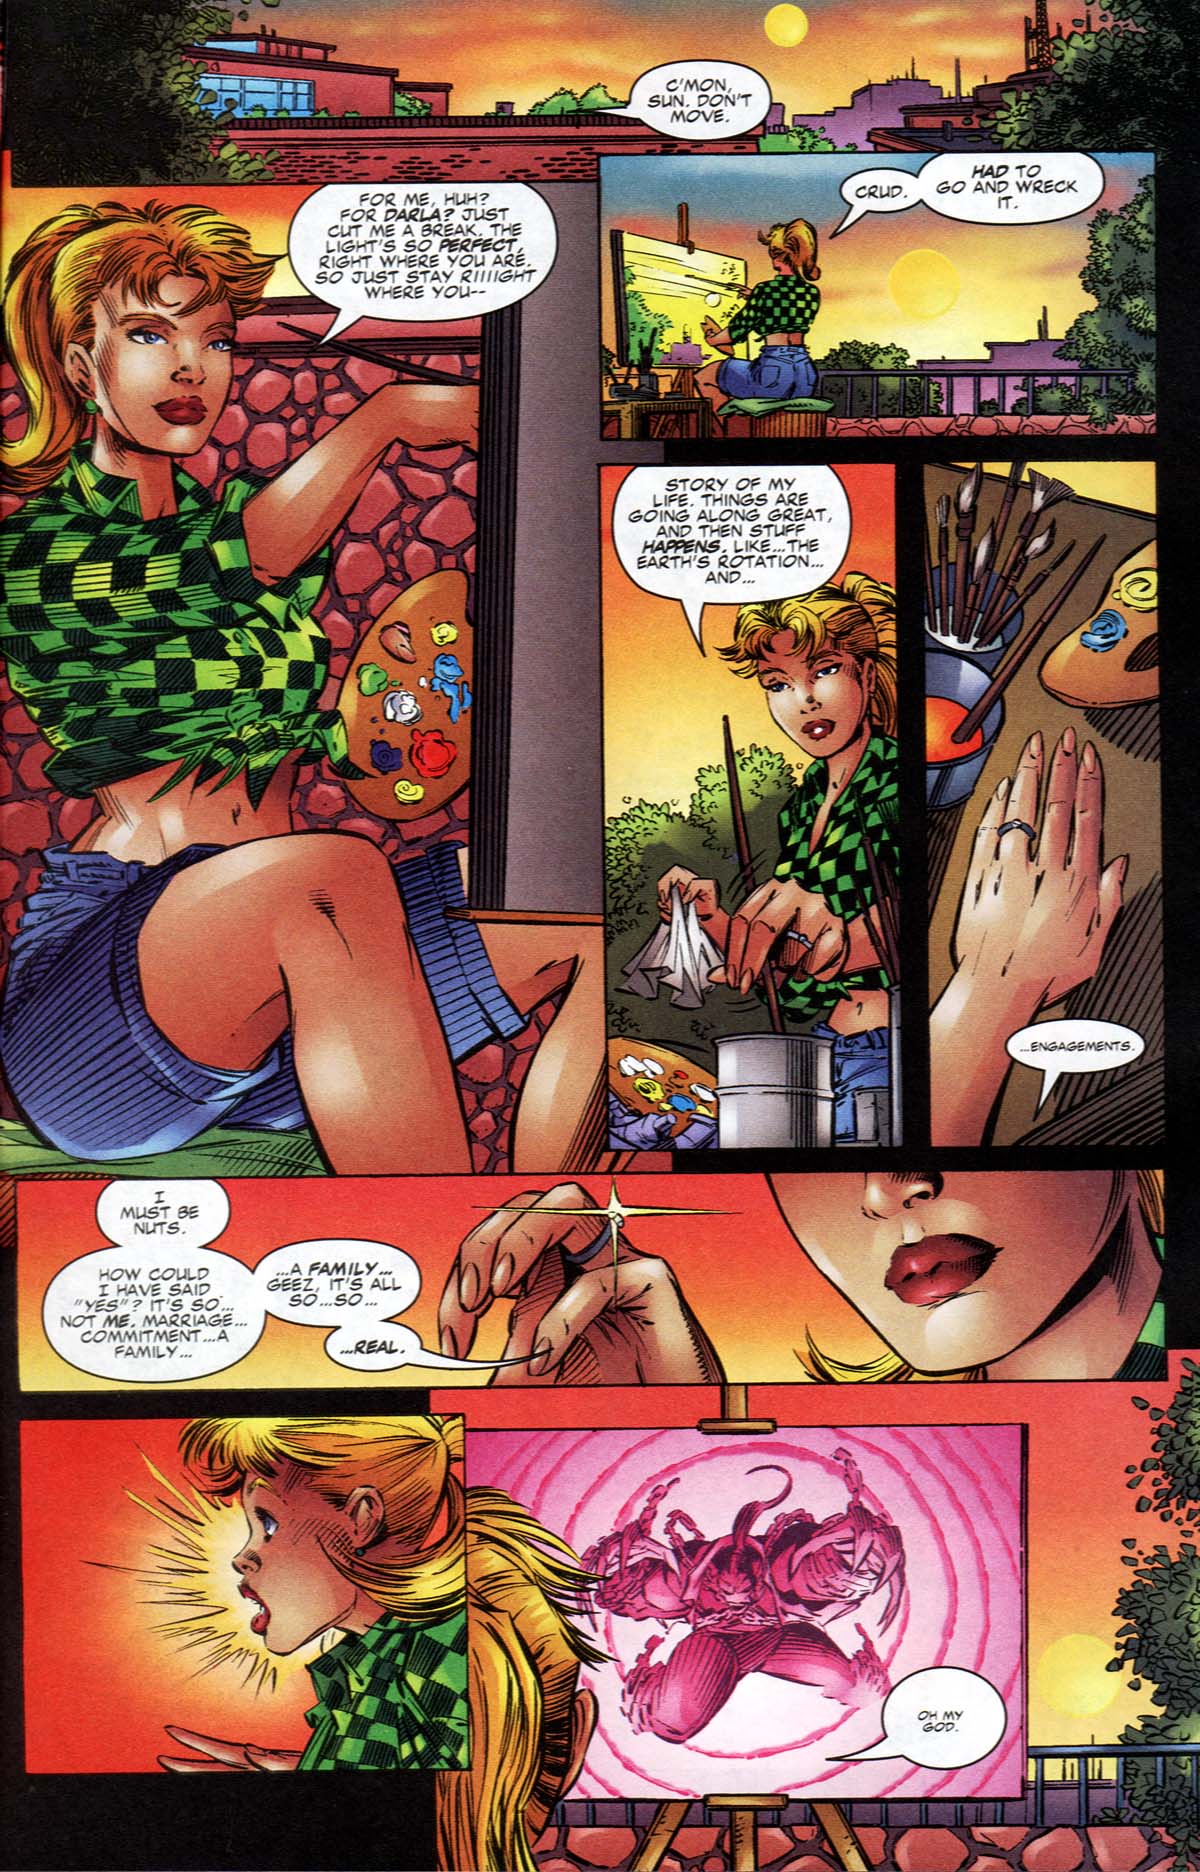 C'MON,
SUN. DON'T
MOVE.
FOR ME, HUH?
FOR DARLA? JUST
CUT ME A BREAK. THE
LIGHT'S SO PERFECT,
RIGHT WHERE YOU ARE.
SO JUST STAY RIIIIGHT
WHERE YOU--
CRUD.
HAD TO
GO AND WRECK
IT.
STORY OF MY
LIFE. THINGS ARE
GOING ALONG GREAT,
AND THEN STUFF
HAPPENS. LIKE...THE
EARTH'S ROTATION...
AND...
...ENGAGEMENTS.
I
MUST BE
NUTS.
HOW COULD
I HAVE SAID
"YES"? IT'S SO...
NOT ME. MARRIAGE...
COMMITMENT...A
FAMILY...
...A FAMILY...
GEEZ, IT'S ALL
SO...SO...
...REAL.
OH MY
GOD.